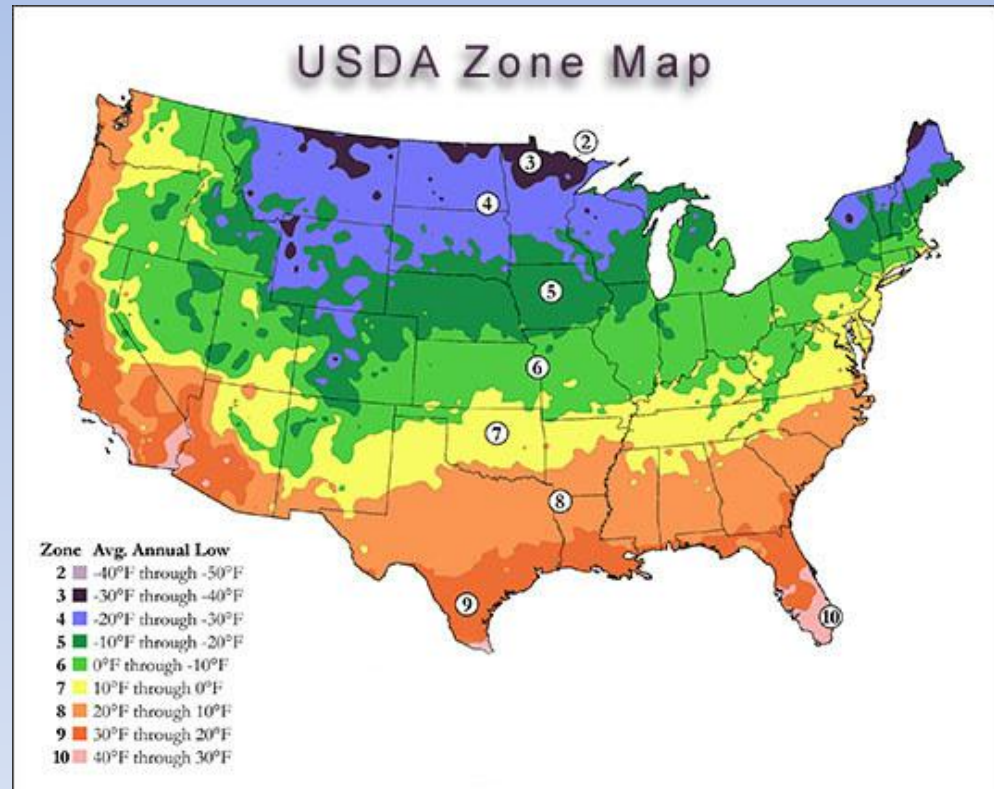 USDA Zone Map
2
3
4
5
6
7
8
9
10
Zone Avg. Annual Low
2 -40°F through -50°F
3 -30°F through -40°F
4 -20°F through -30°F
5 -10°F through -20°F
6 0°F through -10°F
7 10°F through 0°F
8 20°F through 10°F
9 30°F through 20°F
10 40°F through 30°F